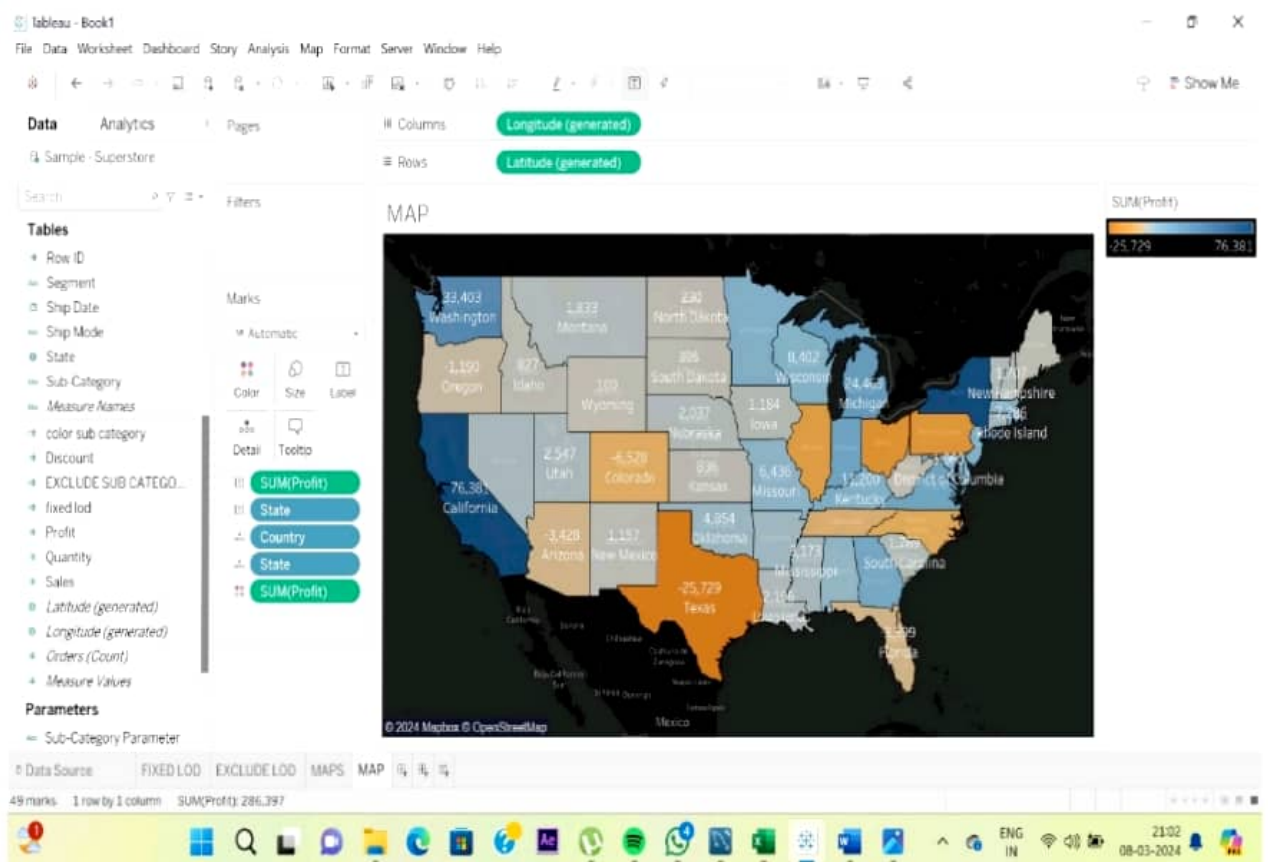 Tableau - Book1
File Data Worksheet Dashboard Story Analysis Map Format Server Window Help
Show Me
Data Analytics
Pages
Columns
Longitude (generated)
Sample - Superstore
Rows
Latitude (generated)
Search
Filters
MAP
SUM(Profit)
-25,729 76,381
Tables
Row ID
Segment
Ship Date
Ship Mode
State
Sub-Category
Measure Names
color sub category
Discount
EXCLUDE SUB CATEGO...
fixed lod
Profit
Quantity
Sales
Latitude (generated)
Longitude (generated)
Orders (Count)
Measure Values
Parameters
Sub-Category Parameter
Marks
Automatic
Color Size Label
Detail Tooltip
SUM(Profit)
State
Country
State
SUM(Profit)
33,403
Washington
1,833
Montana
230
North Dakota
-1,190
Oregon
827
Idaho
100
Wyoming
South Dakota
8,402
Wisconsin
Michigan
New Hampshire
Rhode Island
2,037
Nebraska
1,184
Iowa
2,547
Utah
-6,528
Colorado
836
Kansas
6,436
Missouri
11,200
Kentucky
District of Columbia
76,381
California
-3,428
Arizona
1,157
New Mexico
4,854
Oklahoma
3,173
Mississippi
South Carolina
-25,729
Texas
Louisiana
Florida
Mexico
© 2024 Mapbox © OpenStreetMap
Data Source FIXED LOD EXCLUDE LOD MAPS MAP
49 marks 1 row by 1 column SUM(Profit): 286,397
1
4
ENG
IN
21:02
08-03-2024